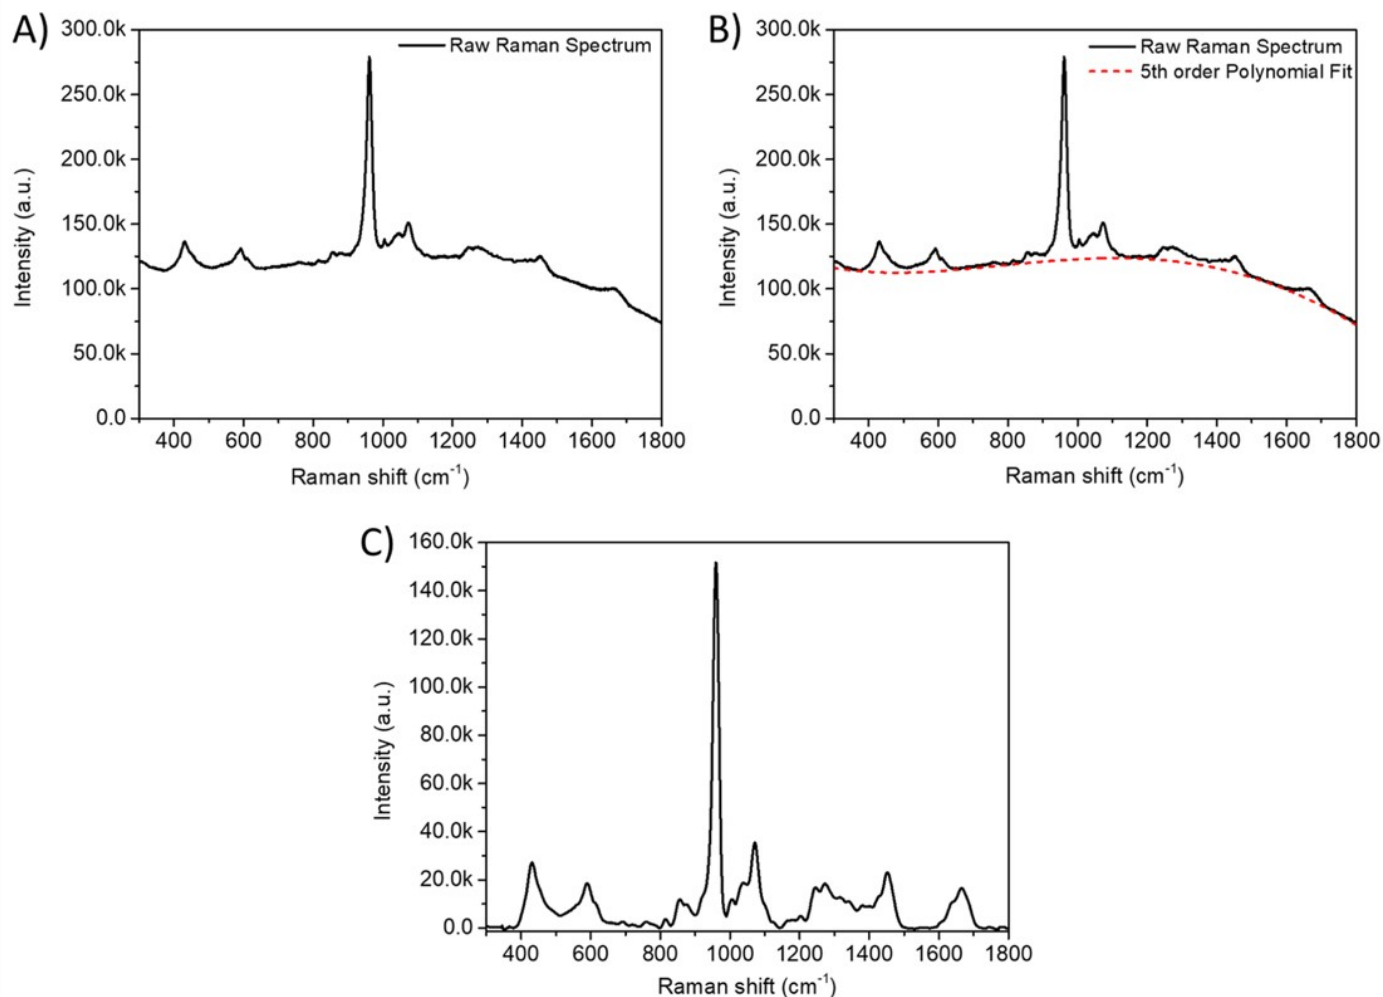 A)
300.0k
250.0k
200.0k
150.0k
100.0k
50.0k
0.0
Intensity (a.u.)
Raw Raman Spectrum
400 600 800 1000 1200 1400 1600 1800
Raman shift (cm⁻¹)
B)
300.0k
250.0k
200.0k
150.0k
100.0k
50.0k
0.0
Intensity (a.u.)
Raw Raman Spectrum
5th order Polynomial Fit
400 600 800 1000 1200 1400 1600 1800
Raman shift (cm⁻¹)
C)
160.0k
140.0k
120.0k
100.0k
80.0k
60.0k
40.0k
20.0k
0.0
Intensity (a.u.)
400 600 800 1000 1200 1400 1600 1800
Raman shift (cm⁻¹)